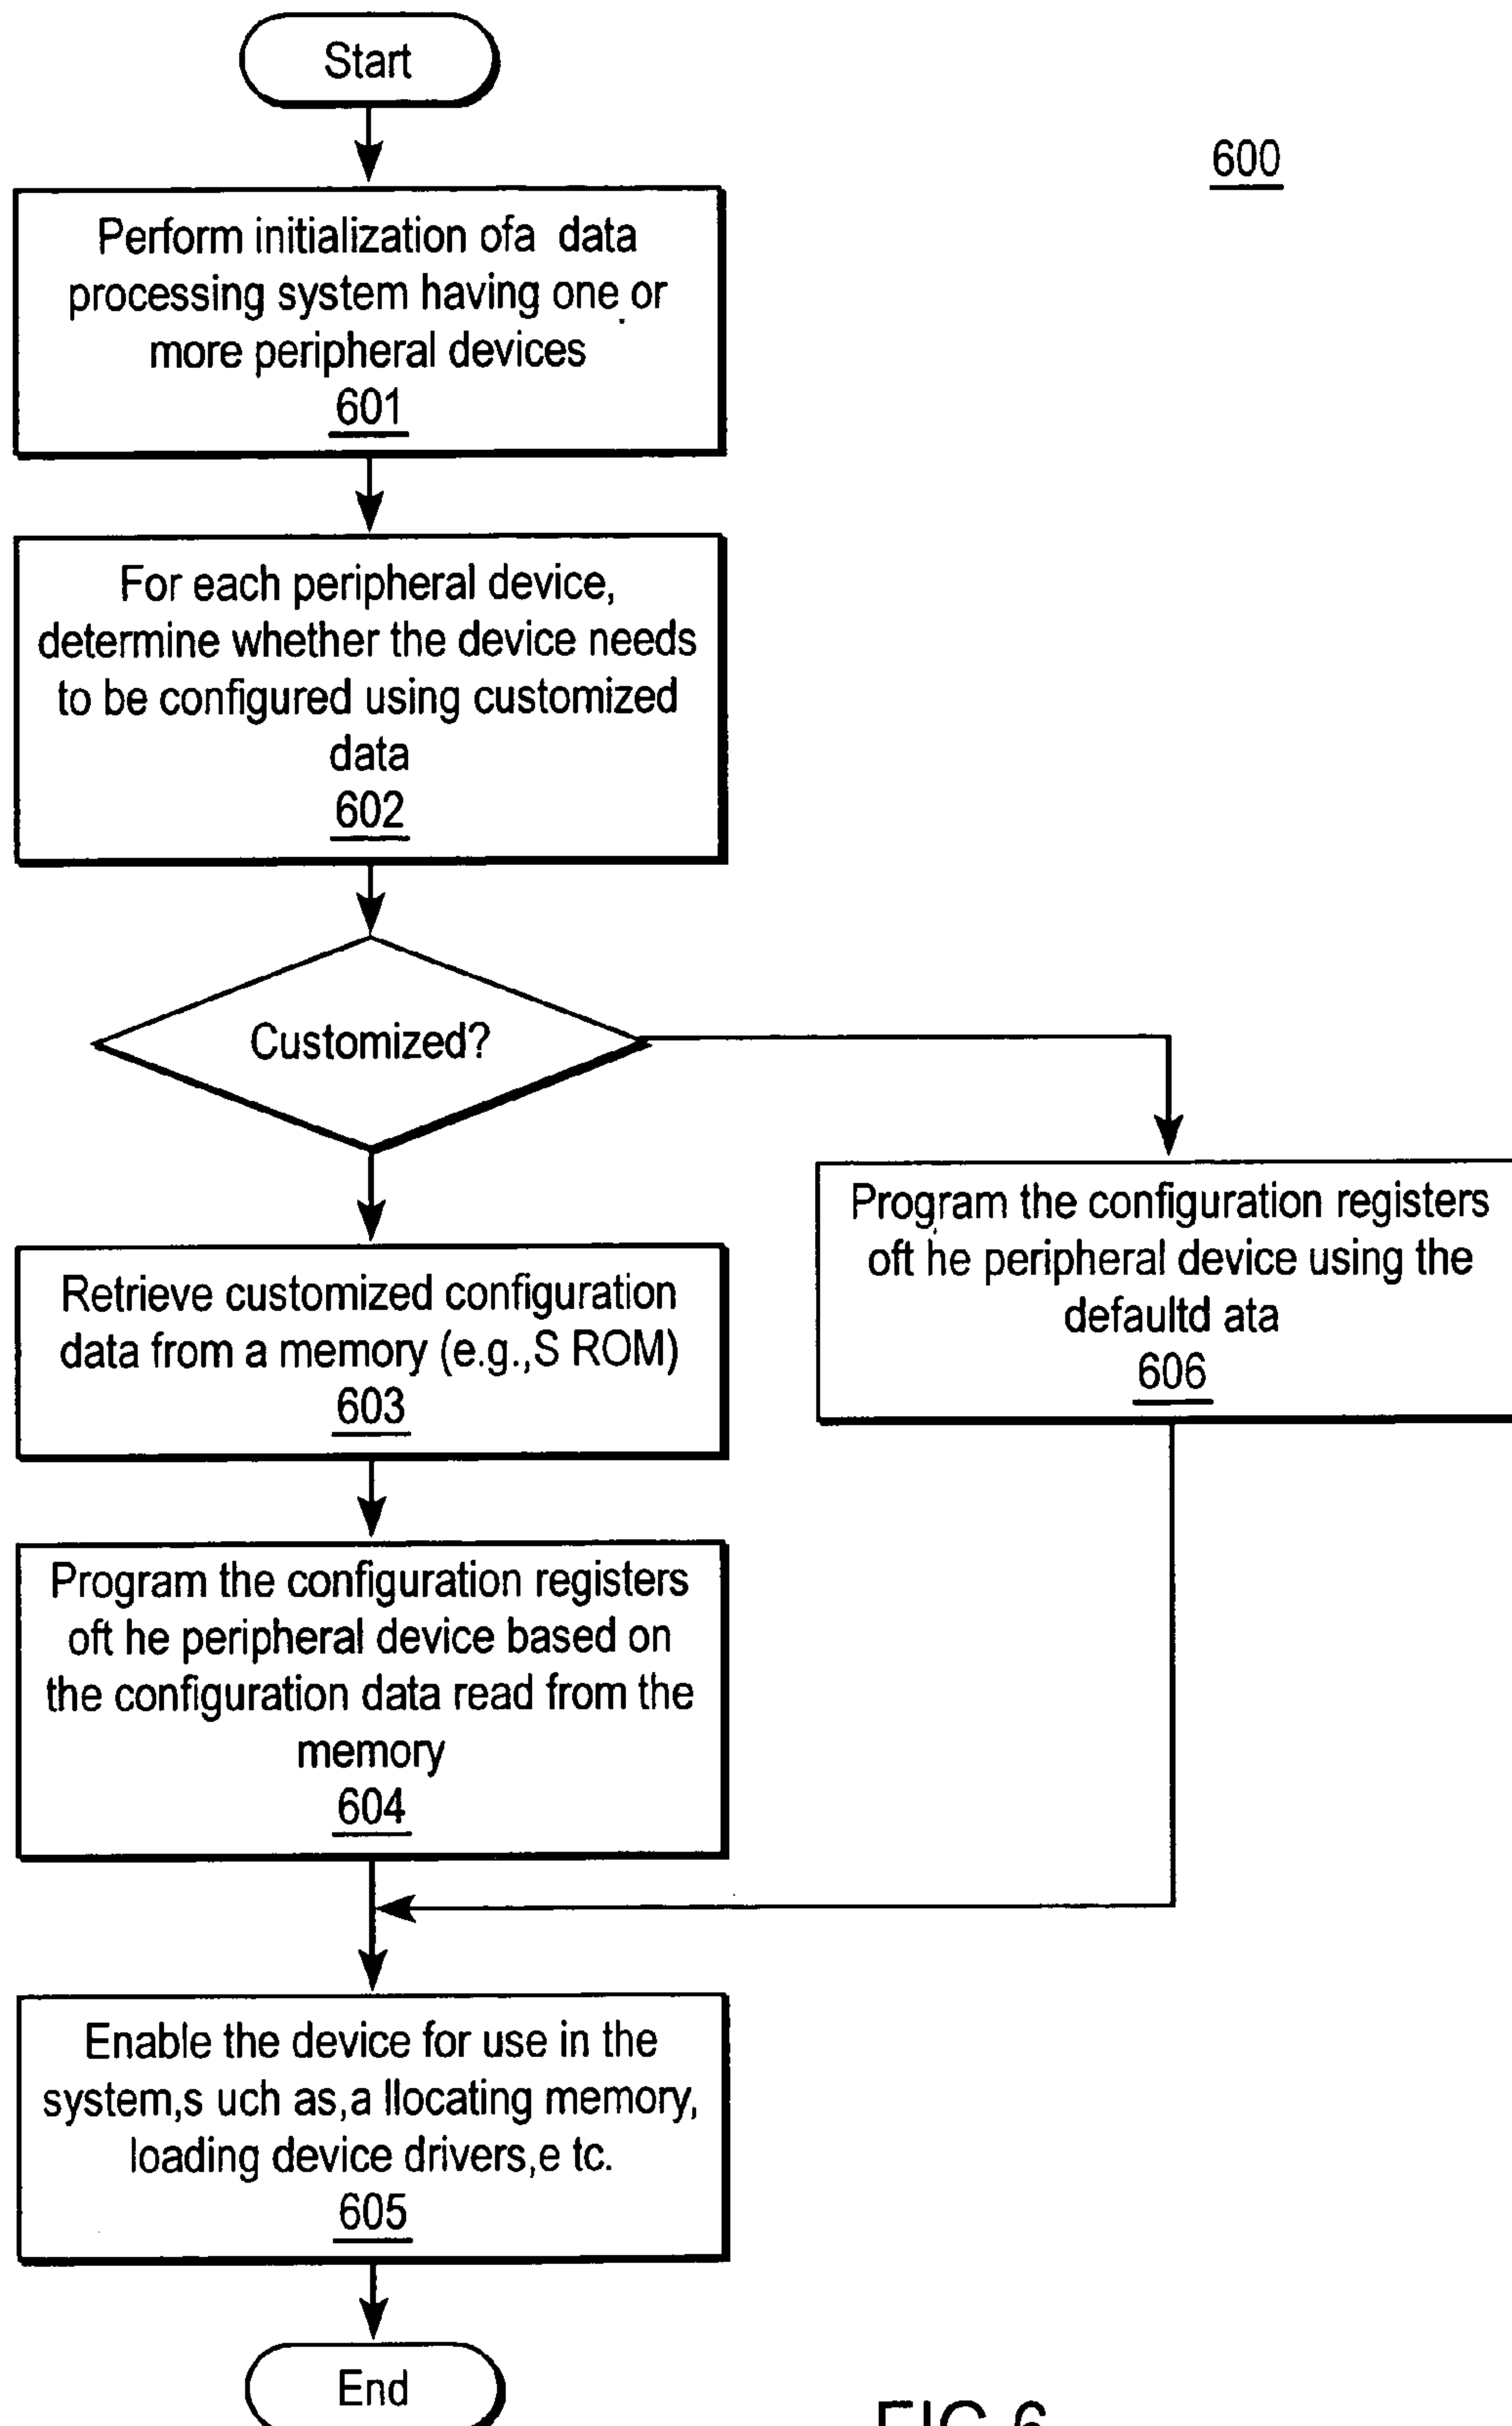 Start
600
Perform initialization ofa data
processing system having one or
more peripheral devices
601
For each peripheral device,
determine whether the device needs
to be configured using customized
data
602
Customized?
Program the configuration registers
oft he peripheral device using the
defaultd ata
606
Retrieve customized configuration
data from a memory (e.g.,S ROM)
603
Program the configuration registers
oft he peripheral device based on
the configuration data read from the
memory
604
Enable the device for use in the
system,s uch as,a llocating memory,
loading device drivers,e tc.
605
End
FIG.6